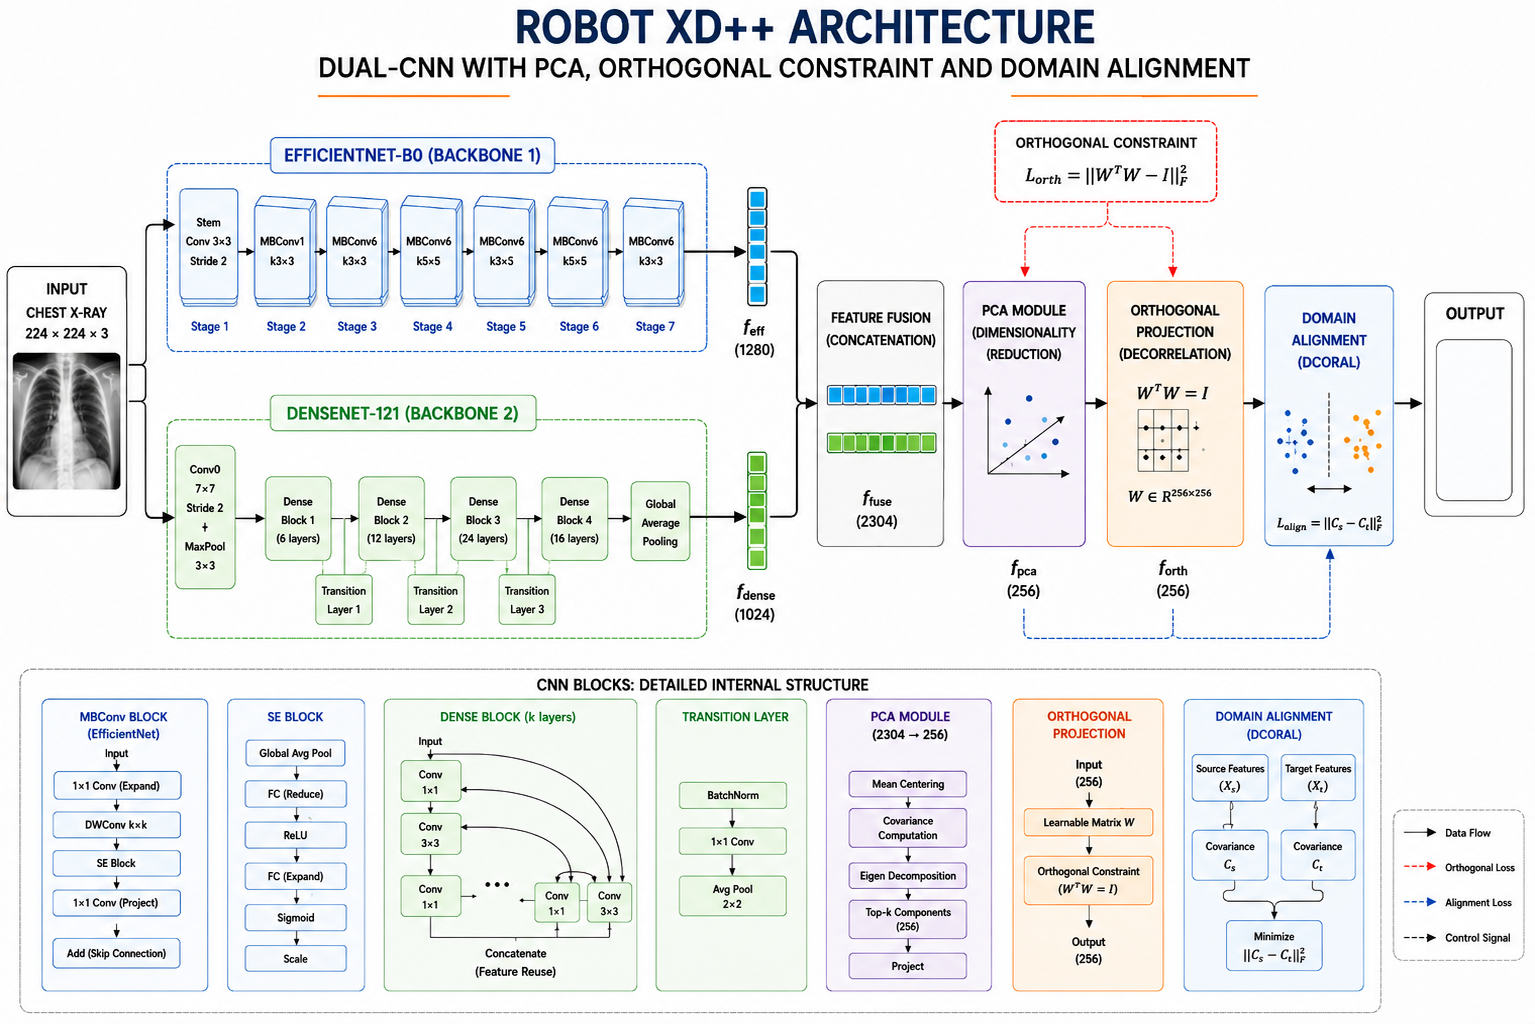 ROBOT XD++ ARCHITECTURE
DUAL-CNN WITH PCA, ORTHOGONAL CONSTRAINT AND DOMAIN ALIGNMENT
INPUT
CHEST X-RAY
224 × 224 × 3
EFFICIENTNET-B0 (BACKBONE 1)
Stem
Conv 3×3
Stride 2
MBConv1
k3×3
MBConv6
k3×3
MBConv6
k5×5
MBConv6
k3×5
MBConv6
k5×5
MBConv6
k3×3
Stage 1
Stage 2
Stage 3
Stage 4
Stage 5
Stage 6
Stage 7
f_eff
(1280)
DENSENET-121 (BACKBONE 2)
Conv0
7×7
Stride 2
+
MaxPool
3×3
Dense
Block 1
(6 layers)
Dense
Block 2
(12 layers)
Dense
Block 3
(24 layers)
Dense
Block 4
(16 layers)
Global
Average
Pooling
Transition
Layer 1
Transition
Layer 2
Transition
Layer 3
f_dense
(1024)
FEATURE FUSION
(CONCATENATION)
f_fuse
(2304)
ORTHOGONAL CONSTRAINT
L_orth = ||W^T W − I||_F^2
PCA MODULE
(DIMENSIONALITY
(REDUCTION)
f_pca
(256)
ORTHOGONAL
PROJECTION
(DECORRELATION)
W^T W = I
W ∈ R^256×256
f_orth
(256)
DOMAIN
ALIGNMENT
(DCORAL)
L_align = ||C_s − C_t||_F^2
OUTPUT
CNN BLOCKS: DETAILED INTERNAL STRUCTURE
MBConv BLOCK
(EfficientNet)
Input
1×1 Conv (Expand)
DWConv k×k
SE Block
1×1 Conv (Project)
Add (Skip Connection)
SE BLOCK
Global Avg Pool
FC (Reduce)
ReLU
FC (Expand)
Sigmoid
Scale
DENSE BLOCK (k layers)
Input
Conv
1×1
Conv
3×3
Conv
1×1
•••
Conv
1×1
Conv
3×3
Concatenate
(Feature Reuse)
TRANSITION LAYER
BatchNorm
1×1 Conv
Avg Pool
2×2
PCA MODULE
(2304 → 256)
Mean Centering
Covariance
Computation
Eigen Decomposition
Top-k Components
(256)
Project
ORTHOGONAL
PROJECTION
Input
(256)
Learnable Matrix W
Orthogonal Constraint
(W^T W = I)
Output
(256)
DOMAIN ALIGNMENT
(DCORAL)
Source Features
(X_s)
Target Features
(X_t)
Covariance
C_s
Covariance
C_t
Minimize
||C_s − C_t||_F^2
Data Flow
Orthogonal Loss
Alignment Loss
Control Signal